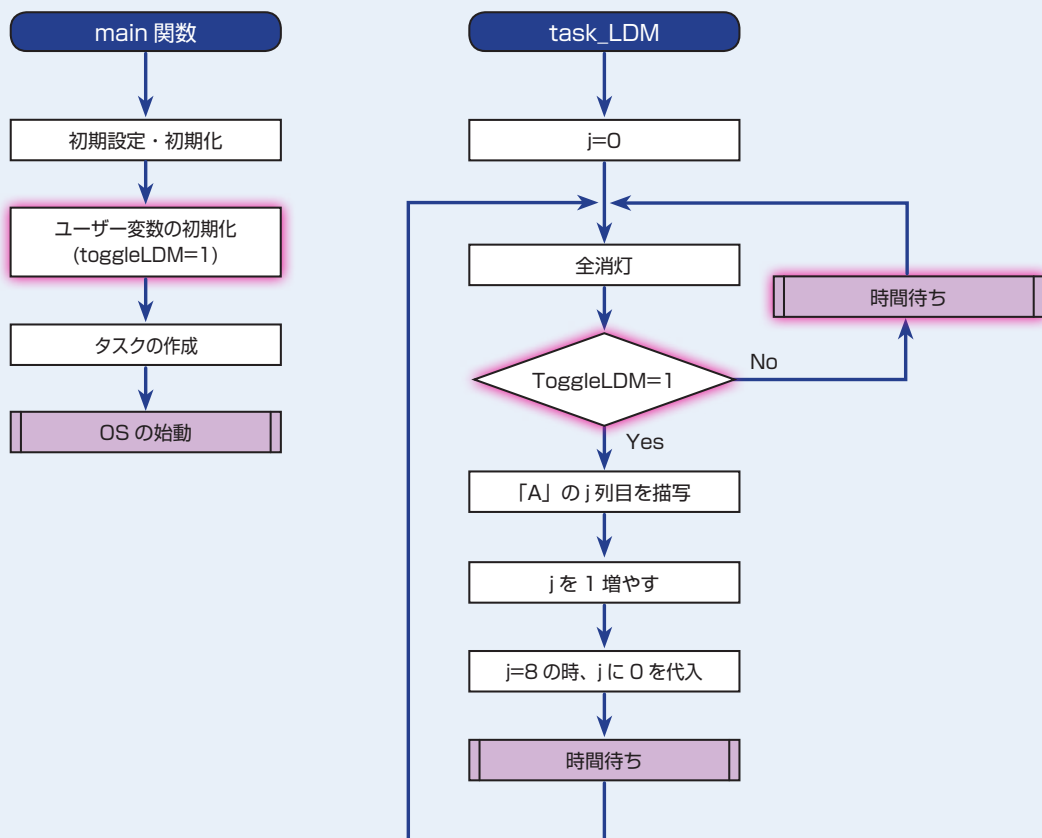 main 関数
初期設定・初期化
ユーザー変数の初期化
(toggleLDM=1)
タスクの作成
OS の始動
task_LDM
j=0
全消灯
時間待ち
ToggleLDM=1
No
Yes
「A」の j 列目を描写
j を 1 増やす
j=8 の時、j に 0 を代入
時間待ち